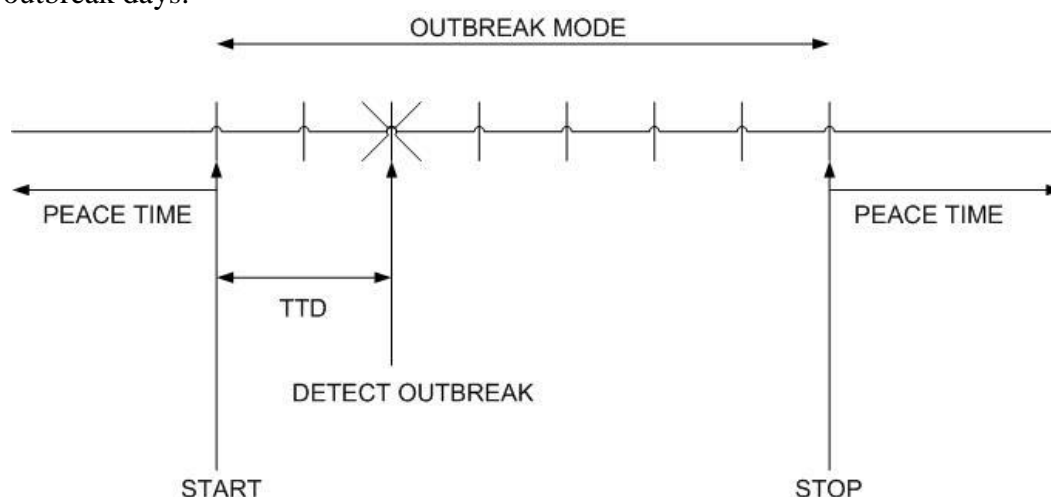 outbreak days.
OUTBREAK MODE
PEACE TIME
PEACE TIME
TTD
DETECT OUTBREAK
START
STOP